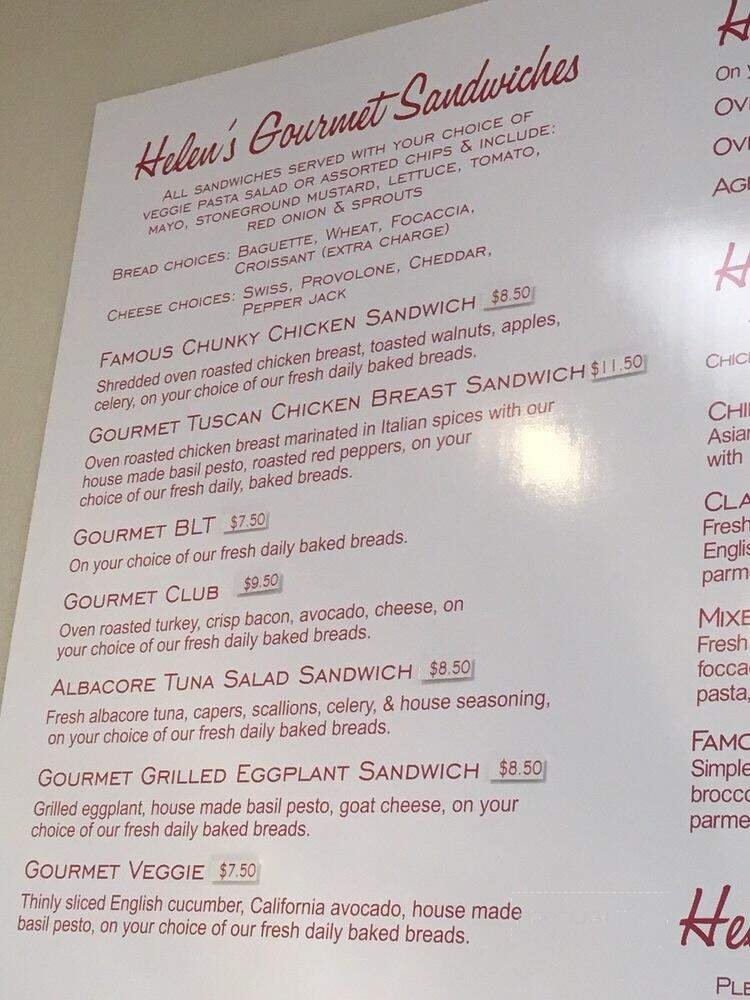 Helen's Gourmet Sandwiches
ALL SANDWICHES SERVED WITH YOUR CHOICE OF
VEGGIE PASTA SALAD OR ASSORTED CHIPS & INCLUDE:
MAYO, STONEGROUND MUSTARD, LETTUCE, TOMATO,
RED ONION & SPROUTS
BREAD CHOICES: BAGUETTE, WHEAT, FOCACCIA,
CROISSANT (EXTRA CHARGE)
CHEESE CHOICES: SWISS, PROVOLONE, CHEDDAR,
PEPPER JACK
FAMOUS CHUNKY CHICKEN SANDWICH $8.50
Shredded oven roasted chicken breast, toasted walnuts, apples,
celery, on your choice of our fresh daily baked breads.
GOURMET TUSCAN CHICKEN BREAST SANDWICH $11.50
Oven roasted chicken breast marinated in Italian spices with our
house made basil pesto, roasted red peppers, on your
choice of our fresh daily, baked breads.
GOURMET BLT $7.50
On your choice of our fresh daily baked breads.
GOURMET CLUB $9.50
Oven roasted turkey, crisp bacon, avocado, cheese, on
your choice of our fresh daily baked breads.
ALBACORE TUNA SALAD SANDWICH $8.50
Fresh albacore tuna, capers, scallions, celery, & house seasoning,
on your choice of our fresh daily baked breads.
GOURMET GRILLED EGGPLANT SANDWICH $8.50
Grilled eggplant, house made basil pesto, goat cheese, on your
choice of our fresh daily baked breads.
GOURMET VEGGIE $7.50
Thinly sliced English cucumber, California avocado, house made
basil pesto, on your choice of our fresh daily baked breads.
On
with
Fresh
Fresh
pasta,